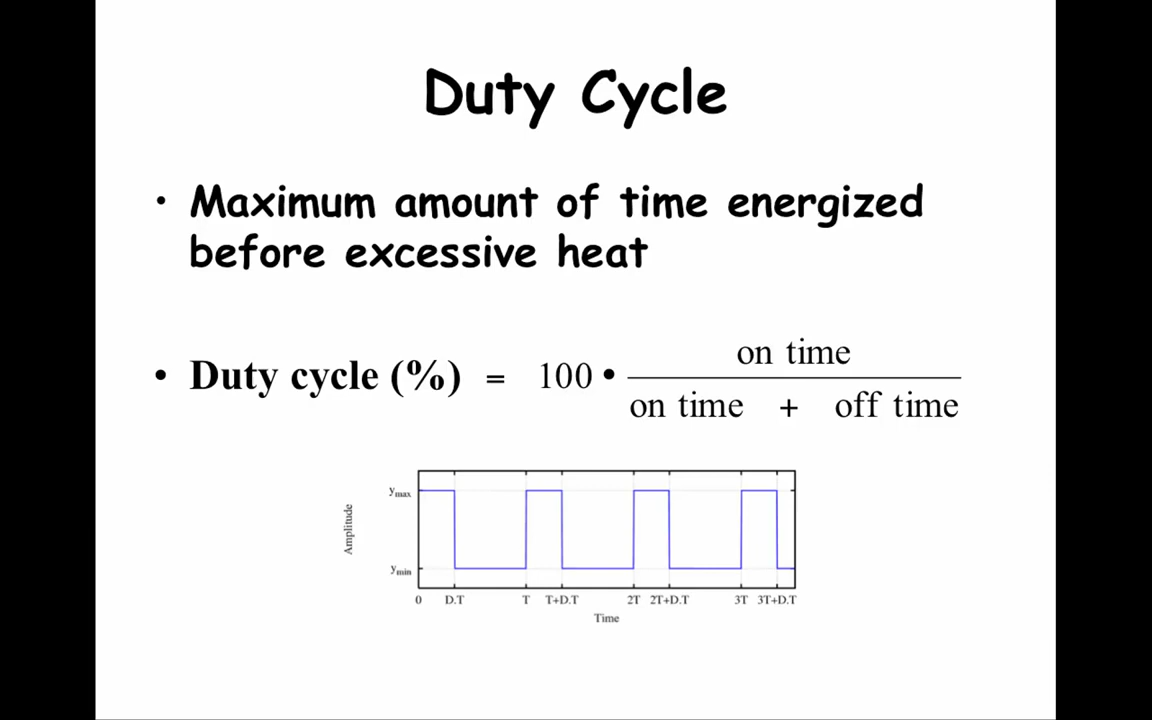 Duty Cycle
• Maximum amount of time energized
before excessive heat
• Duty cycle (%) = 100 • on time
on time + off time
Amplitude
ymax
ymin
0 D.T T T+D.T 2T 2T+D.T 3T 3T+D.T
Time